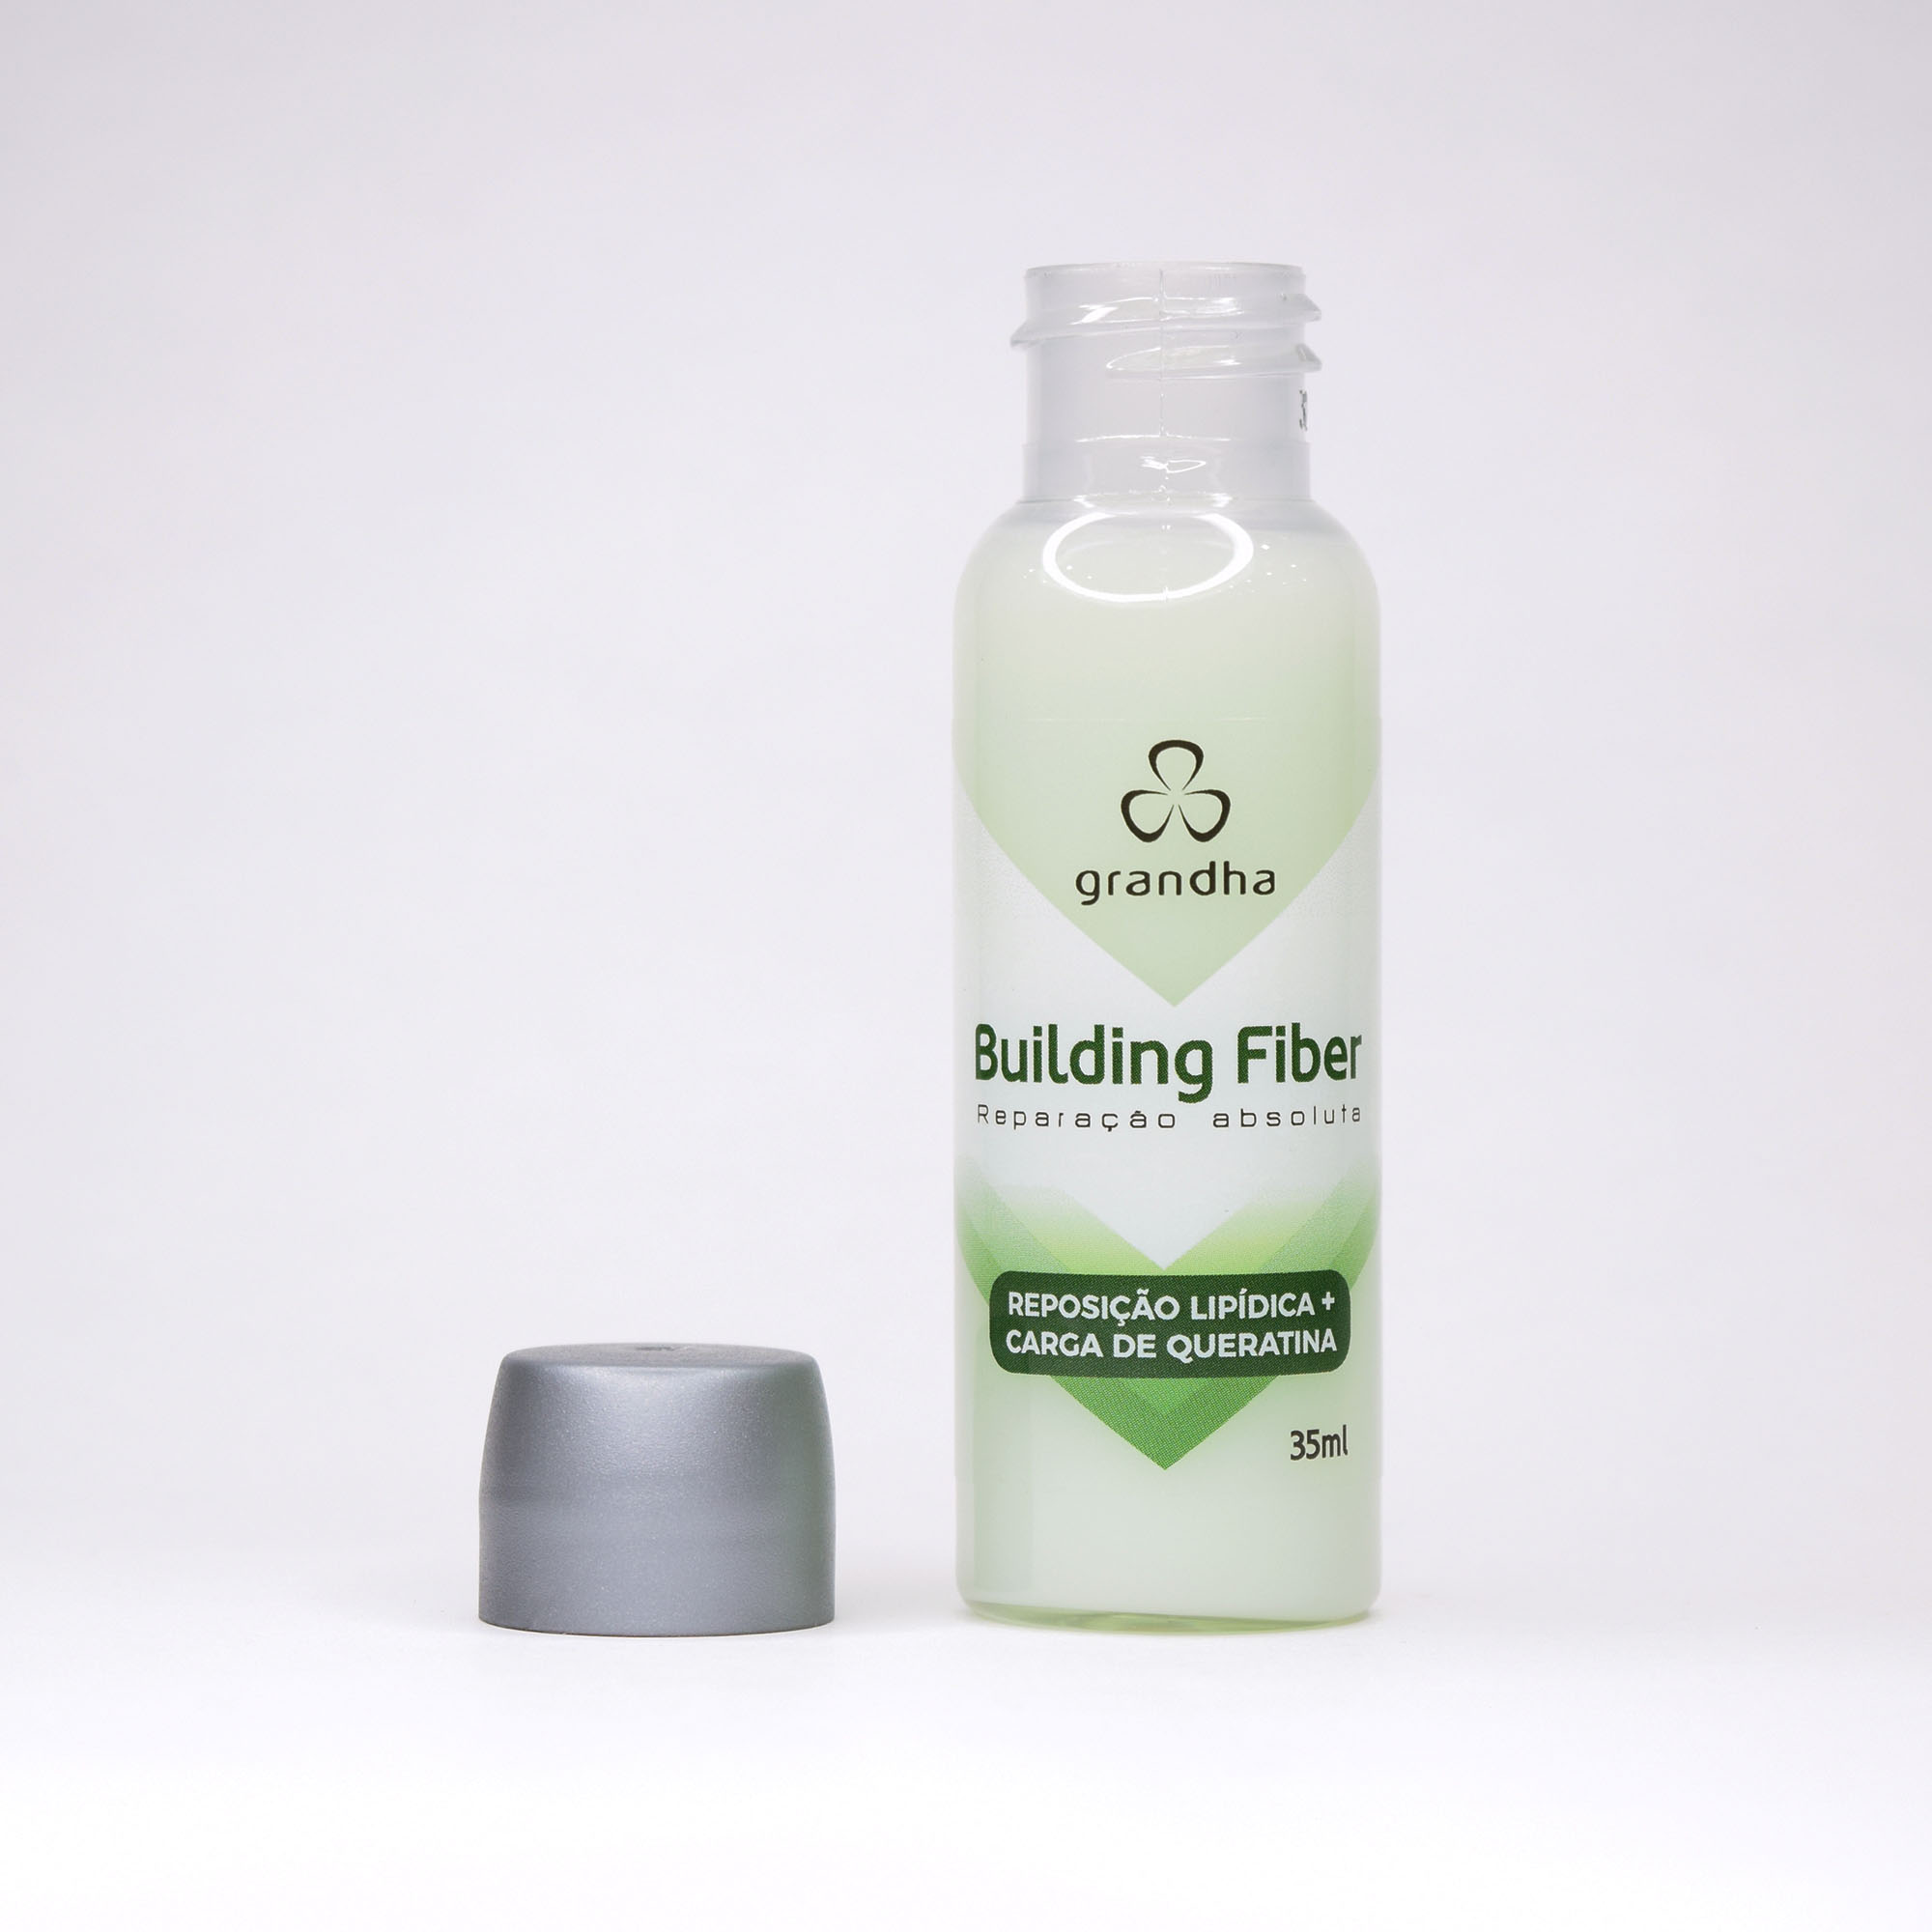 grandha
Building Fiber
Reparação absoluta
REPOSIÇÃO LIPÍDICA +
CARGA DE QUERATINA
35ml